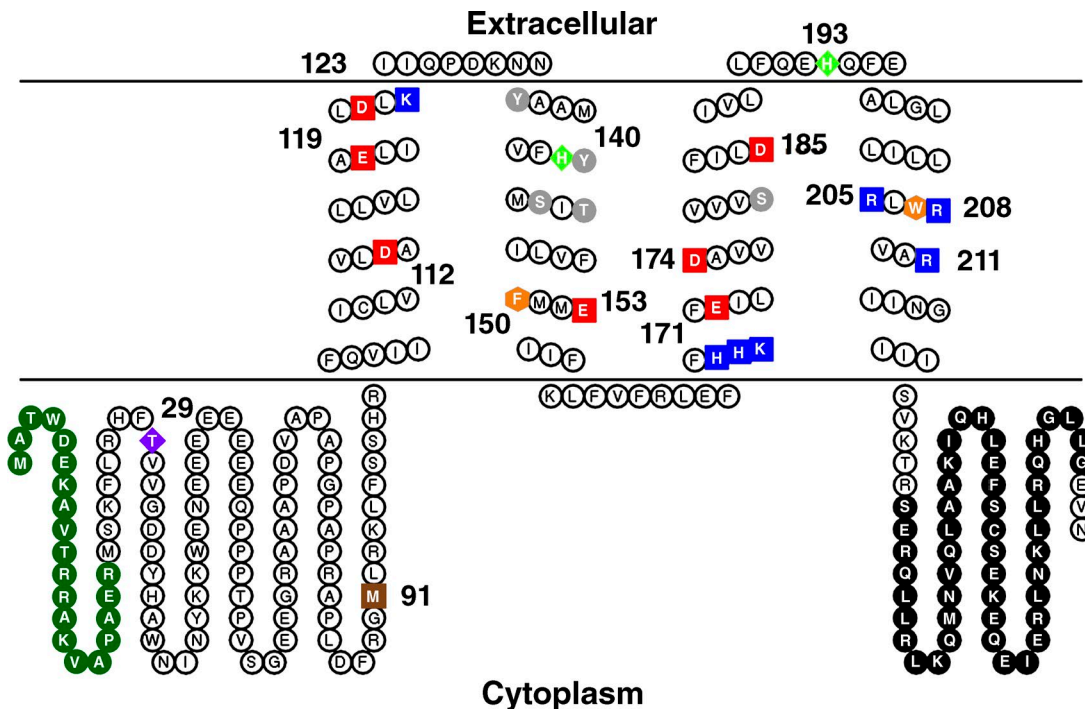 Extracellular
193
123 IIQPDKNN LFQEHQFE
LDLK YAAM IVL ALGL
119 AELI VFHY 140 FILD 185 LILL
LLVL MSIT VVVS 205 RLWR 208
VLDA 112 ILVF 174 DAVV VAR 211
ICLV 150 FMME 153 171 FEIL IING
FQVII IIF FHHK III
KLFVFRLEF
29
MATWDEKAVTRRAKVAPAERMSKFLRHFTVVGDDYHAWNINYKKWENEEEEEEEEQPPPTPVSGEEGRAAAPDVAPAPGPAPRAPLDFRGMLRKLFSSHR
91
SVKTRSERQLLRLKQMNVQLAAKIQHLEFSCSEKEQEIERLNKLLRQHGLLGEVN
Cytoplasm